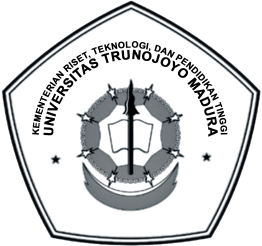 KEMENTERIAN RISET, TEKNOLOGI, DAN PENDIDIKAN TINGGI
UNIVERSITAS TRUNOJOYO MADURA